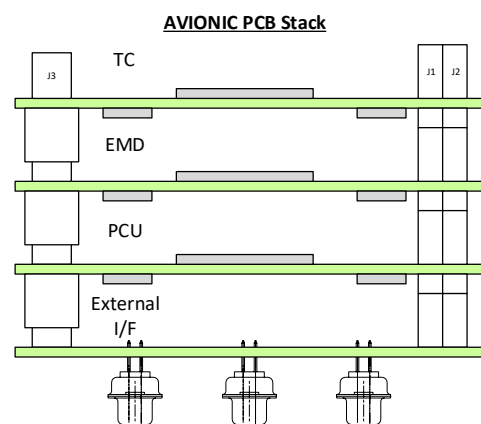 AVIONIC PCB Stack
TC
J3
J1 J2
EMD
PCU
External
I/F